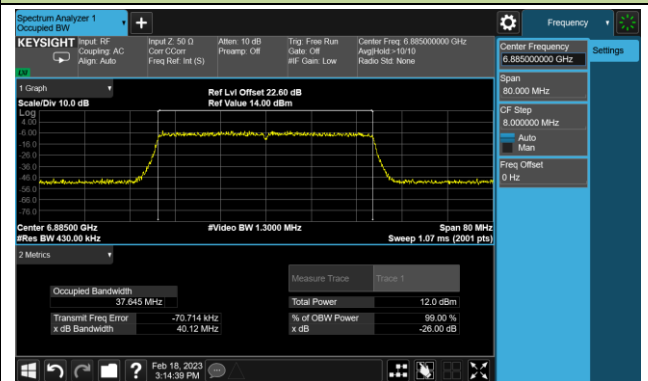 Spectrum Analyzer 1
Occupied BW
Frequency
KEYSIGHT
Input: RF
Coupling: AC
Align: Auto
Input Z: 50 Ω
Corr CCorr
Freq Ref: Int (S)
Atten: 10 dB
Preamp: Off
Trig: Free Run
Gate: Off
#IF Gain: Low
Center Freq: 6.885000000 GHz
Avg|Hold:>10/10
Radio Std: None
Center Frequency
6.885000000 GHz
Settings
Span
80.000 MHz
CF Step
8.000000 MHz
Auto
Man
Freq Offset
0 Hz
1 Graph
Scale/Div 10.0 dB
Ref Lvl Offset 22.60 dB
Ref Value 14.00 dBm
Log
4.00
-6.00
-16.0
-26.0
-36.0
-46.0
-56.0
-66.0
-76.0
Center 6.88500 GHz
#Res BW 430.00 kHz
#Video BW 1.3000 MHz
Span 80 MHz
Sweep 1.07 ms (2001 pts)
2 Metrics
Measure Trace
Trace 1
Occupied Bandwidth
37.645 MHz
Total Power
12.0 dBm
Transmit Freq Error
-70.714 kHz
% of OBW Power
99.00 %
x dB Bandwidth
40.12 MHz
x dB
-26.00 dB
Feb 18, 2023
3:14:39 PM